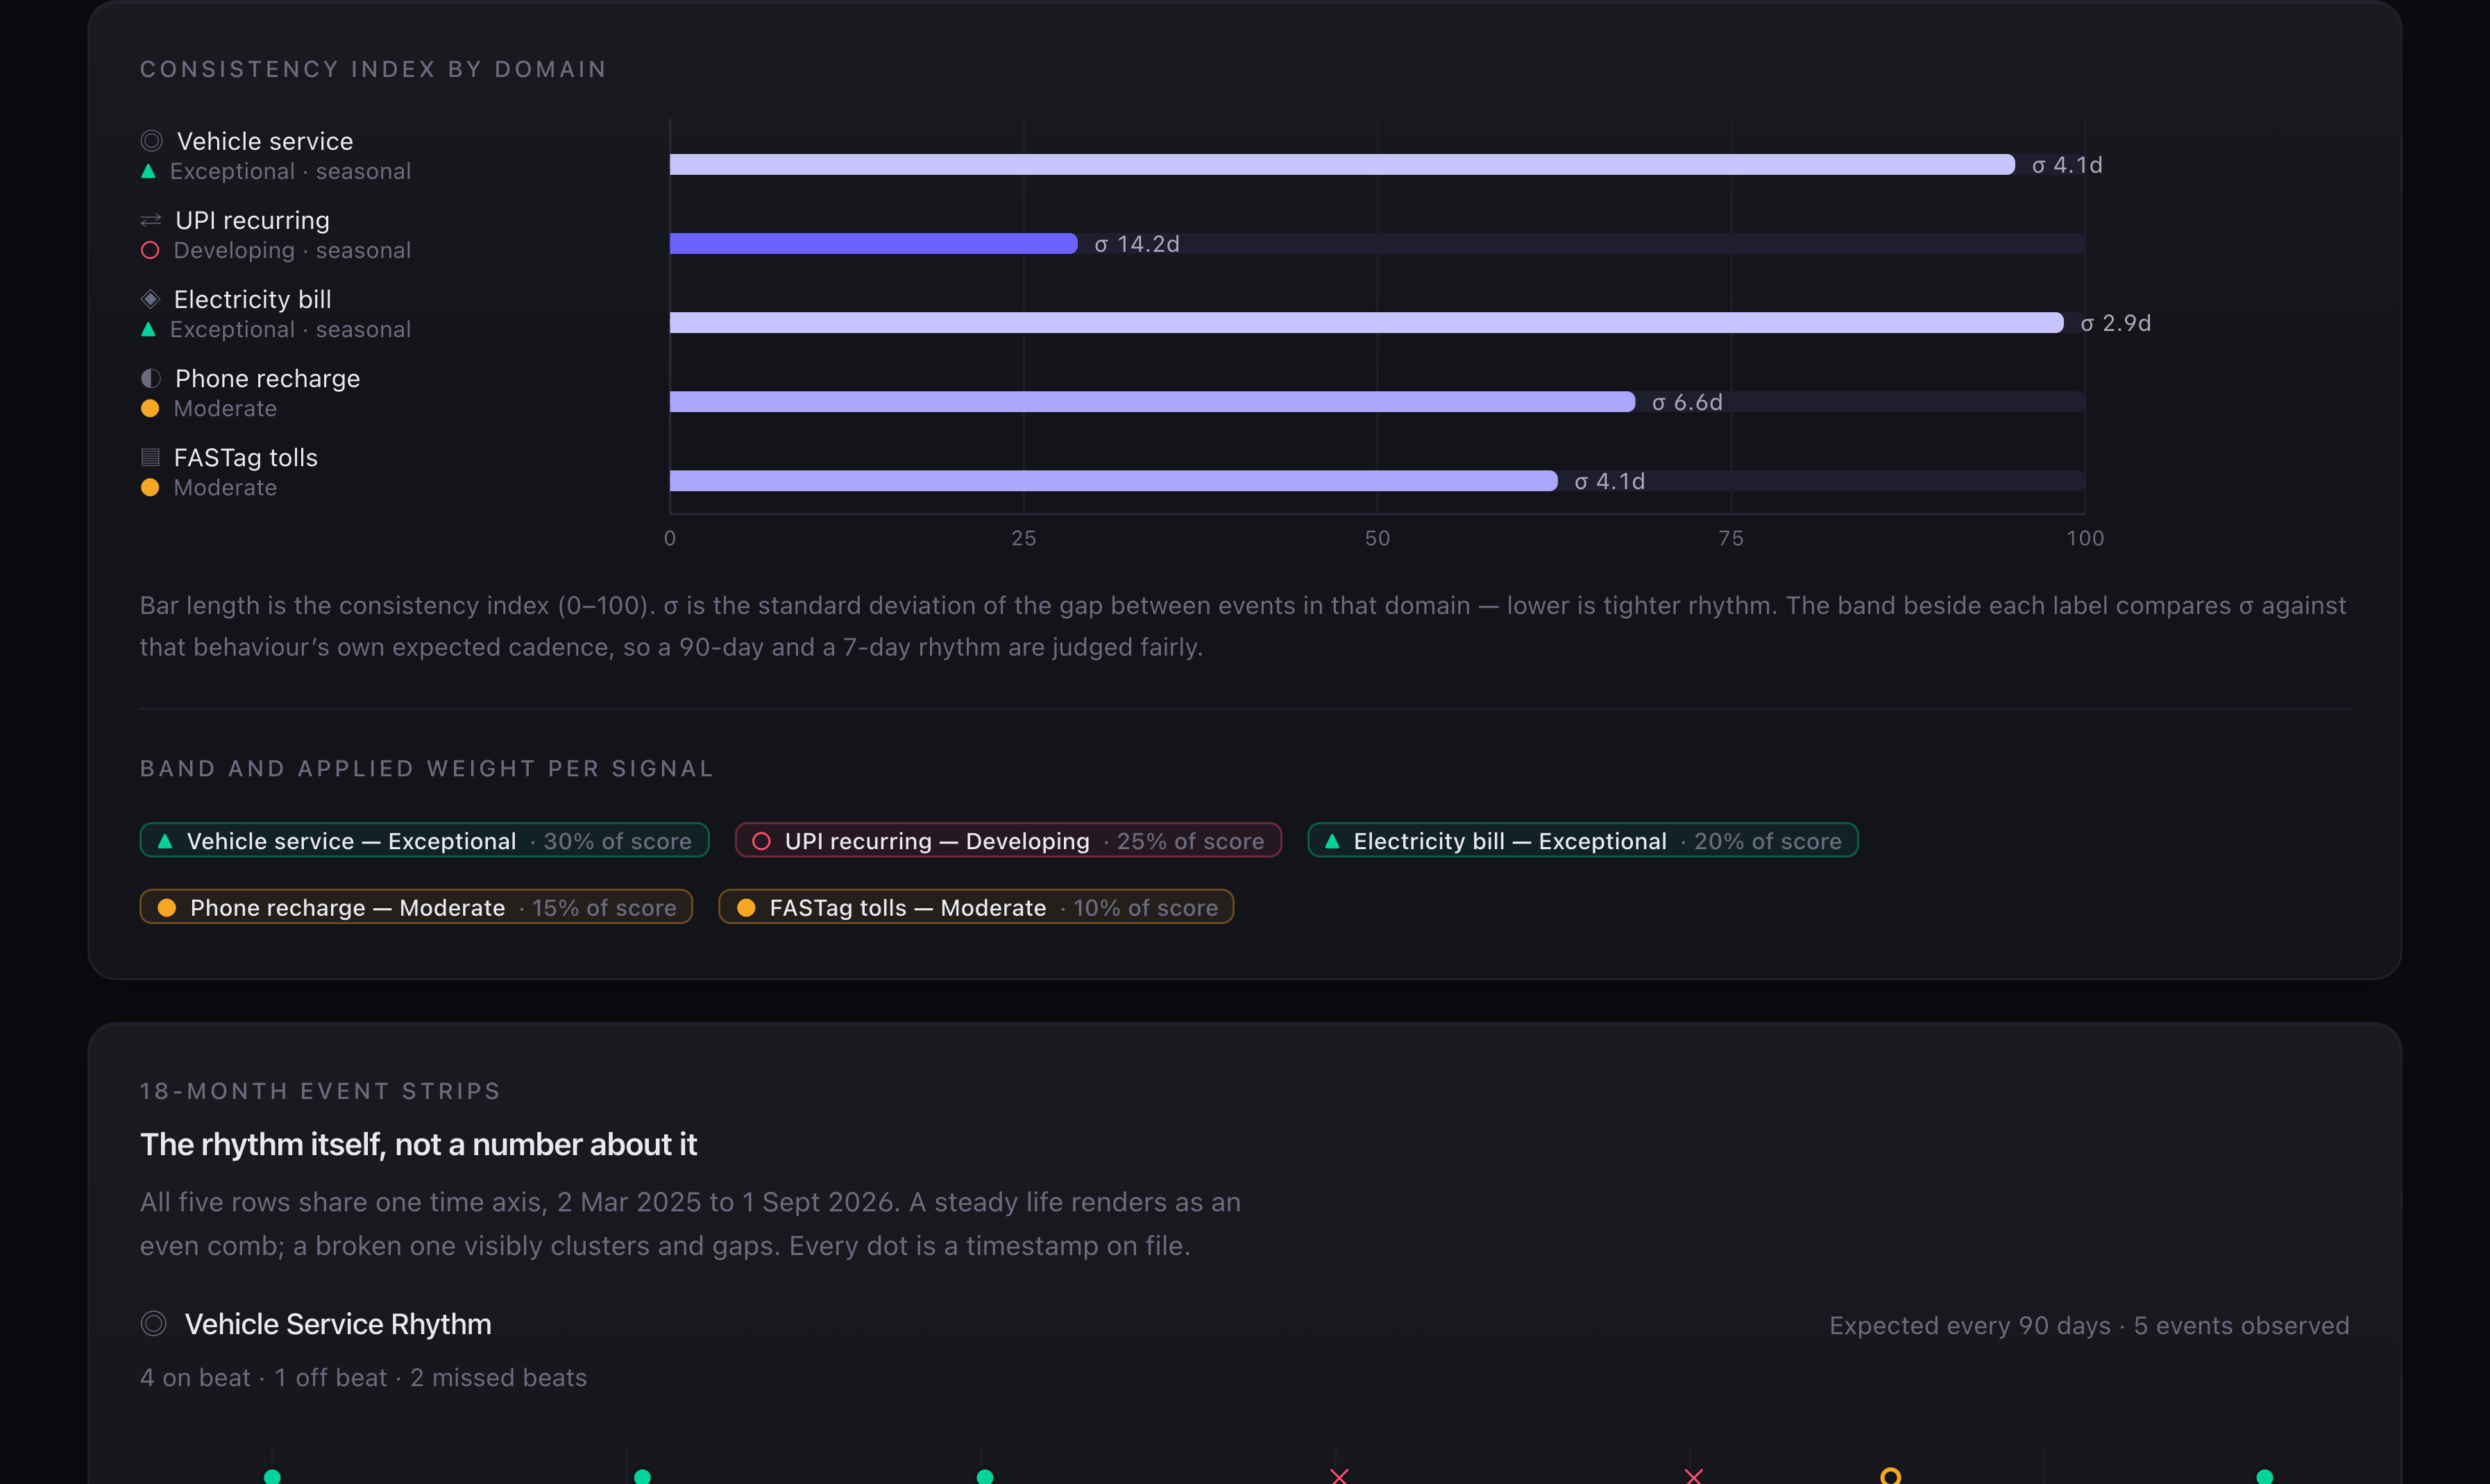 CONSISTENCY INDEX BY DOMAIN
Vehicle service
Exceptional · seasonal
σ 4.1d
UPI recurring
Developing · seasonal
σ 14.2d
Electricity bill
Exceptional · seasonal
σ 2.9d
Phone recharge
Moderate
σ 6.6d
FASTag tolls
Moderate
σ 4.1d
0 25 50 75 100
Bar length is the consistency index (0–100). σ is the standard deviation of the gap between events in that domain — lower is tighter rhythm. The band beside each label compares σ against
that behaviour’s own expected cadence, so a 90-day and a 7-day rhythm are judged fairly.
BAND AND APPLIED WEIGHT PER SIGNAL
Vehicle service — Exceptional · 30% of score
UPI recurring — Developing · 25% of score
Electricity bill — Exceptional · 20% of score
Phone recharge — Moderate · 15% of score
FASTag tolls — Moderate · 10% of score
18-MONTH EVENT STRIPS
The rhythm itself, not a number about it
All five rows share one time axis, 2 Mar 2025 to 1 Sept 2026. A steady life renders as an
even comb; a broken one visibly clusters and gaps. Every dot is a timestamp on file.
Vehicle Service Rhythm
Expected every 90 days · 5 events observed
4 on beat · 1 off beat · 2 missed beats